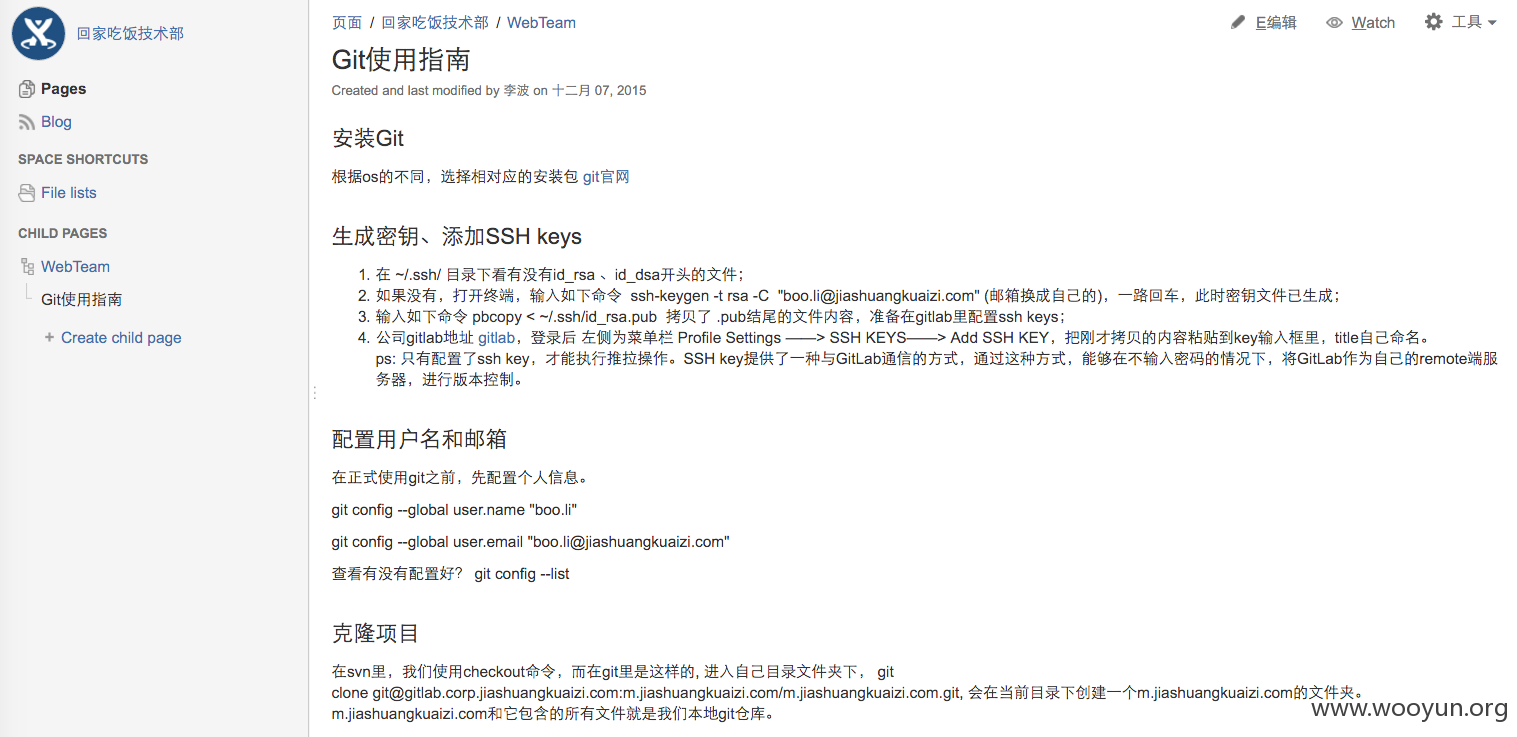 回家吃饭技术部
Pages
Blog
SPACE SHORTCUTS
File lists
CHILD PAGES
WebTeam
Git使用指南
+ Create child page
页面 / 回家吃饭技术部 / WebTeam
E编辑
Watch
工具
Git使用指南
Created and last modified by 李波 on 十二月 07, 2015
安装Git
根据os的不同，选择相对应的安装包 git官网
生成密钥、添加SSH keys
1. 在 ~/.ssh/ 目录下看有没有id_rsa 、id_dsa开头的文件；
2. 如果没有，打开终端，输入如下命令 ssh-keygen -t rsa -C "boo.li@jiashuangkuaizi.com" (邮箱换成自己的)，一路回车，此时密钥文件已生成；
3. 输入如下命令 pbcopy < ~/.ssh/id_rsa.pub 拷贝了 .pub结尾的文件内容，准备在gitlab里配置ssh keys；
4. 公司gitlab地址 gitlab，登录后 左侧为菜单栏 Profile Settings ——> SSH KEYS——> Add SSH KEY，把刚才拷贝的内容粘贴到key输入框里，title自己命名。
ps: 只有配置了ssh key，才能执行推拉操作。SSH key提供了一种与GitLab通信的方式，通过这种方式，能够在不输入密码的情况下，将GitLab作为自己的remote端服
务器，进行版本控制。
配置用户名和邮箱
在正式使用git之前，先配置个人信息。
git config --global user.name "boo.li"
git config --global user.email "boo.li@jiashuangkuaizi.com"
查看有没有配置好？ git config --list
克隆项目
在svn里，我们使用checkout命令，而在git里是这样的, 进入自己目录文件夹下， git
clone git@gitlab.corp.jiashuangkuaizi.com:m.jiashuangkuaizi.com/m.jiashuangkuaizi.com.git, 会在当前目录下创建一个m.jiashuangkuaizi.com的文件夹。
m.jiashuangkuaizi.com和它包含的所有文件就是我们本地git仓库。
www.wooyun.org